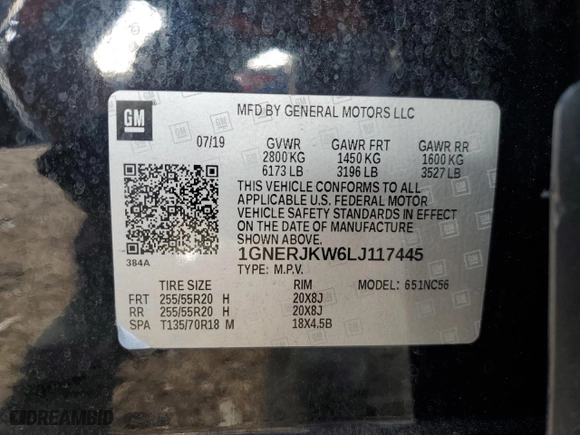 GM
MFD BY GENERAL MOTORS LLC
07/19 GVWR GAWR FRT GAWR RR
2800 KG 1450 KG 1600 KG
6173 LB 3196 LB 3527 LB
THIS VEHICLE CONFORMS TO ALL
APPLICABLE U.S. FEDERAL MOTOR
VEHICLE SAFETY STANDARDS IN EFFECT
ON THE DATE OF MANUFACTURE
SHOWN ABOVE.
384A
1GNERJKW6LJ117445
TYPE: M.P.V.
TIRE SIZE RIM MODEL: 651NC56
FRT 255/55R20 H 20X8J
RR 255/55R20 H 20X8J
SPA T135/70R18 M 18X4.5B
DREAMBID